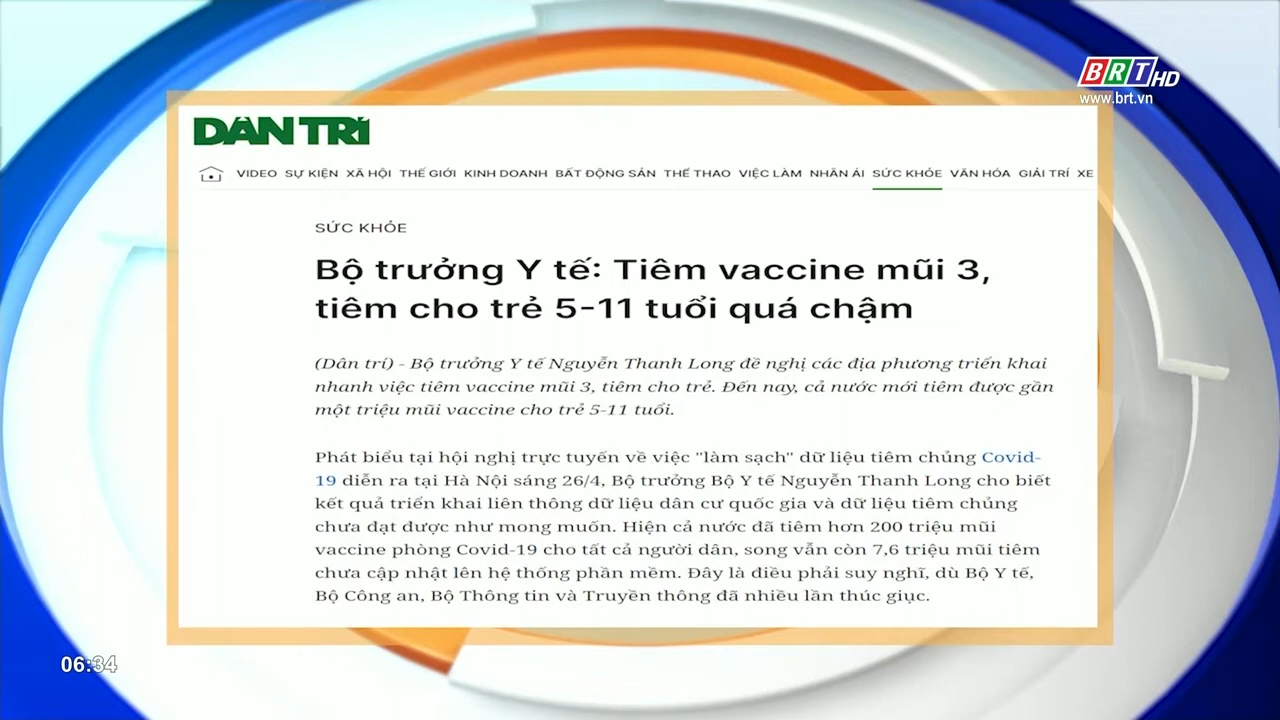 BRT HD
www.brt.vn
DÂN TRÍ
VIDEO SỰ KIỆN XÃ HỘI THẾ GIỚI KINH DOANH BẤT ĐỘNG SẢN THỂ THAO VIỆC LÀM NHÂN ÁI SỨC KHỎE VĂN HÓA GIẢI TRÍ XE
SỨC KHỎE
Bộ trưởng Y tế: Tiêm vaccine mũi 3,
tiêm cho trẻ 5-11 tuổi quá chậm
(Dân trí) - Bộ trưởng Y tế Nguyễn Thanh Long đề nghị các địa phương triển khai
nhanh việc tiêm vaccine mũi 3, tiêm cho trẻ. Đến nay, cả nước mới tiêm được gần
một triệu mũi vaccine cho trẻ 5-11 tuổi.
Phát biểu tại hội nghị trực tuyến về việc "làm sạch" dữ liệu tiêm chủng Covid-
19 diễn ra tại Hà Nội sáng 26/4, Bộ trưởng Bộ Y tế Nguyễn Thanh Long cho biết
kết quả triển khai liên thông dữ liệu dân cư quốc gia và dữ liệu tiêm chủng
chưa đạt được như mong muốn. Hiện cả nước đã tiêm hơn 200 triệu mũi
vaccine phòng Covid-19 cho tất cả người dân, song vẫn còn 7,6 triệu mũi tiêm
chưa cập nhật lên hệ thống phần mềm. Đây là điều phải suy nghĩ, dù Bộ Y tế,
Bộ Công an, Bộ Thông tin và Truyền thông đã nhiều lần thúc giục.
06:34